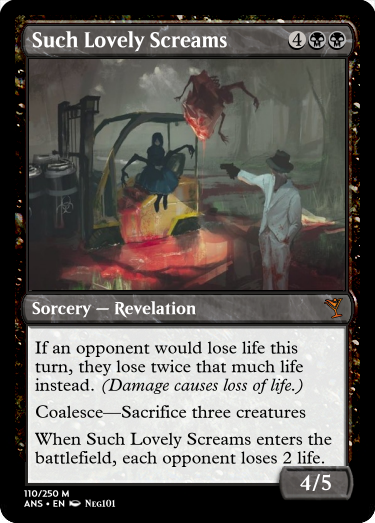 Such Lovely Screams 4
Sorcery — Revelation
If an opponent would lose life this
turn, they lose twice that much life
instead. (Damage causes loss of life.)
Coalesce—Sacrifice three creatures
When Such Lovely Screams enters the
battlefield, each opponent loses 2 life.
4/5
110/250 M
ANS • EN Neg101